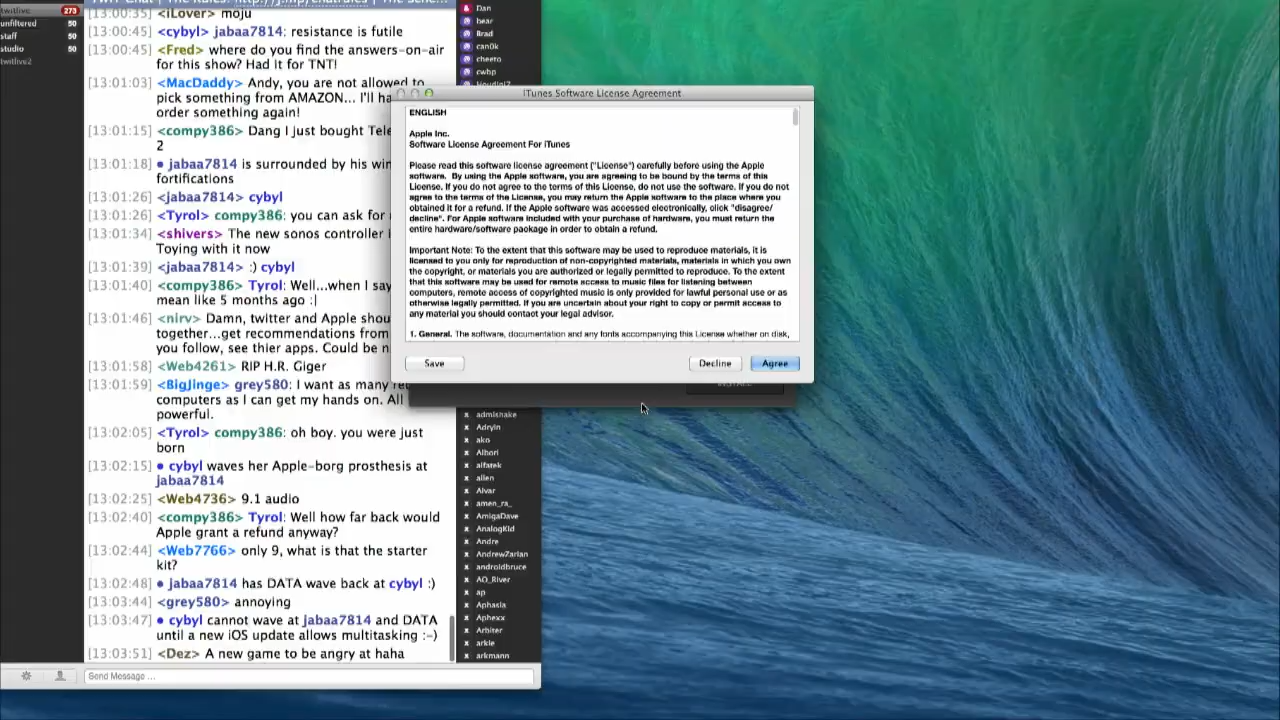 twitlive 273
unfiltered 50
staff 50
studio 50
twitlive2
[13:00:35] <iLover> moju
[13:00:45] <cybyl> jabaa7814: resistance is futile
[13:00:45] <Fred> where do you find the answers-on-air
for this show? Had it for TNT!
[13:01:03] <MacDaddy> Andy, you are not allowed to
pick something from AMAZON... I'll ha
order something again!
[13:01:15] <compy386> Dang I just bought Tele
2
[13:01:18] • jabaa7814 is surrounded by his win
fortifications
[13:01:26] <jabaa7814> cybyl
[13:01:26] <Tyrol> compy386: you can ask for
[13:01:34] <shivers> The new sonos controller i
Toying with it now
[13:01:39] <jabaa7814> :) cybyl
[13:01:40] <compy386> Tyrol: Well...when I say
mean like 5 months ago :|
[13:01:46] <nirv> Damn, twitter and Apple shou
together...get recommendations from
you follow, see thier apps. Could be n
[13:01:58] <Web4261> RIP H.R. Giger
[13:01:59] <BigJinge> grey580: I want as many
computers as I can get my hands on. All
powerful.
[13:02:05] <Tyrol> compy386: oh boy. you were just
born
[13:02:15] • cybyl waves her Apple-borg prosthesis at
jabaa7814
[13:02:25] <Web4736> 9.1 audio
[13:02:40] <compy386> Tyrol: Well how far back would
Apple grant a refund anyway?
[13:02:44] <Web7766> only 9, what is that the starter
kit?
[13:02:48] • jabaa7814 has DATA wave back at cybyl :)
[13:03:44] <grey580> annoying
[13:03:47] • cybyl cannot wave at jabaa7814 and DATA
until a new iOS update allows multitasking :-)
[13:03:51] <Dez> A new game to be angry at haha
Send Message ...
Dan
bear
Brad
can0k
cheeto
cwhp
iTunes Software License Agreement
ENGLISH
Apple Inc.
Software License Agreement For iTunes
Please read this software license agreement ("License") carefully before using the Apple
software. By using the Apple software, you are agreeing to be bound by the terms of this
License. If you do not agree to the terms of this License, do not use the software. If you do not
agree to the terms of the License, you may return the Apple software to the place where you
obtained it for a refund. If the Apple software was accessed electronically, click "disagree/
decline". For Apple software included with your purchase of hardware, you must return the
entire hardware/software package in order to obtain a refund.
Important Note: To the extent that this software may be used to reproduce materials, it is
licensed to you only for reproduction of non-copyrighted materials, materials in which you own
the copyright, or materials you are authorized or legally permitted to reproduce. To the extent
that this software may be used for remote access to music files for listening between
computers, remote access of copyrighted music is only provided for lawful personal use or as
otherwise legally permitted. If you are uncertain about your right to copy or permit access to
any material you should contact your legal advisor.
1. General. The software, documentation and any fonts accompanying this License whether on disk,
Save
Decline
Agree
admishake
Adryin
ako
Albori
alfatek
allen
Alvar
amen_ra_
AmigaDave
AnalogKid
Andre
AndrewZarian
androidbruce
AO_River
ap
Aphasia
Aphexx
Arbiter
arkle
arkmann